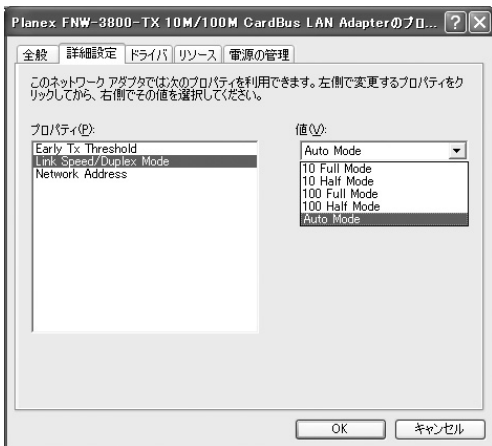 Planex FNW-3800-TX 10M/100M CardBus LAN Adapterのプロ...
全般 詳細設定 ドライバ リソース 電源の管理
このネットワーク アダプタでは次のプロパティを利用できます。左側で変更するプロパティをク
リックしてから、右側でその値を選択してください。
プロパティ(P):
値(V):
Early Tx Threshold
Link Speed/Duplex Mode
Network Address
Auto Mode
10 Full Mode
10 Half Mode
100 Full Mode
100 Half Mode
Auto Mode
OK キャンセル